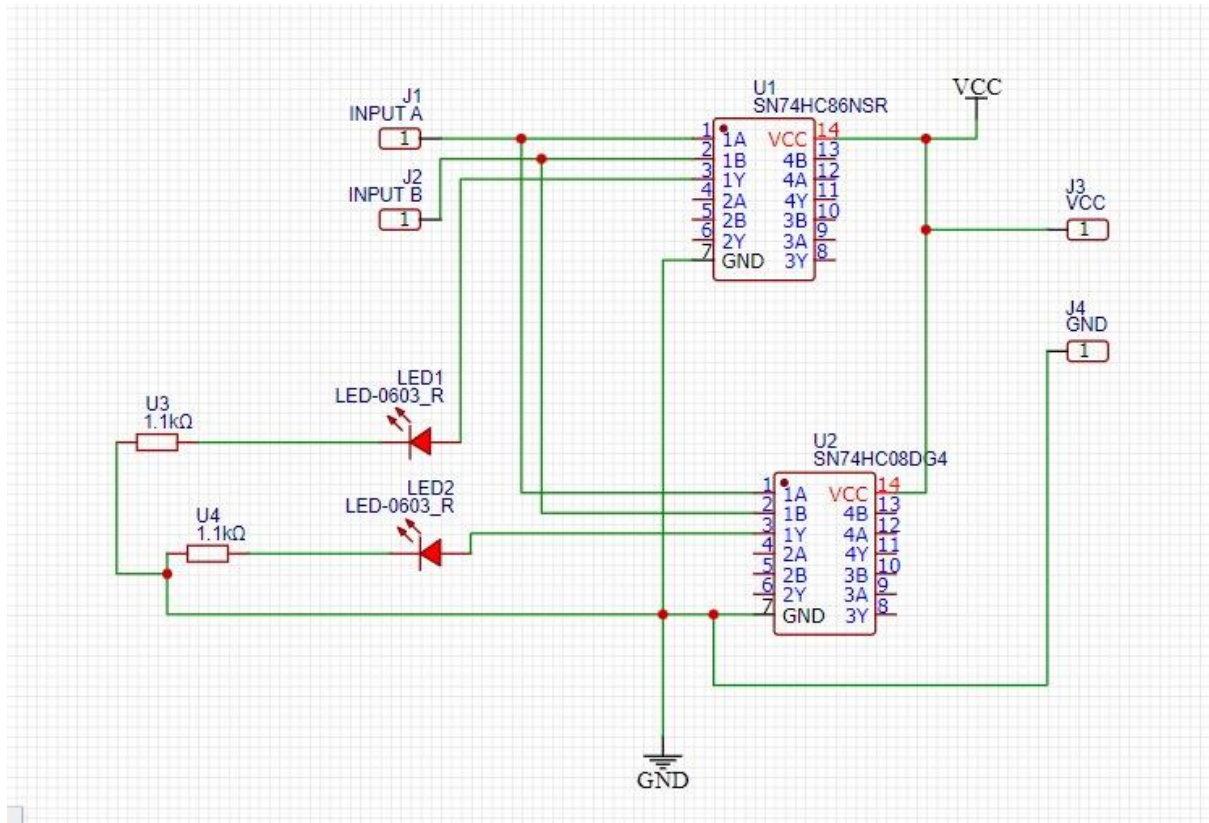 J1
INPUT A
1
J2
INPUT B
1
U1
SN74HC86NSR
1 1A VCC 14
2 1B 4B 13
3 1Y 4A 12
4 2A 4Y 11
5 2B 3B 10
6 2Y 3A 9
7 GND 3Y 8
VCC
J3
VCC
1
J4
GND
1
LED1
LED-0603_R
U3
1.1kΩ
LED2
LED-0603_R
U4
1.1kΩ
U2
SN74HC08DG4
1 1A VCC 14
2 1B 4B 13
3 1Y 4A 12
4 2A 4Y 11
5 2B 3B 10
6 2Y 3A 9
7 GND 3Y 8
GND